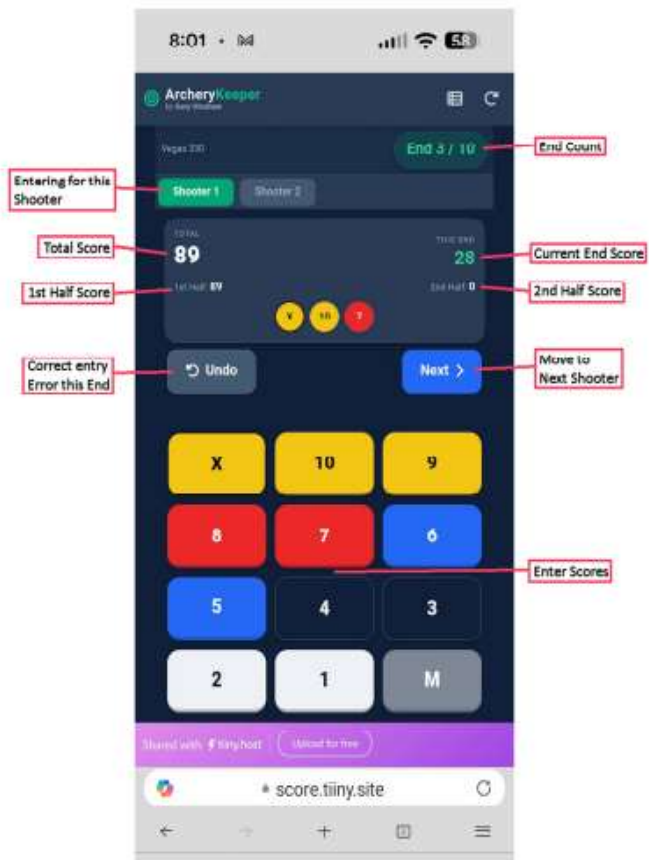 8:01
58
ArcheryKeeper
End 3 / 10
End Count
Entering for this
Shooter
Shooter 1
Shooter 2
TOTAL
THIS END
Total Score
89
28
Current End Score
1st Half Score
1st Half 89
2nd Half 0
2nd Half Score
X 10 7
Correct entry
Error this End
Undo
Next >
Move to
Next Shooter
X 10 9
8 7 6
Enter Scores
5 4 3
2 1 M
Shared with tiiny.host
Upload for free
score.tiiny.site